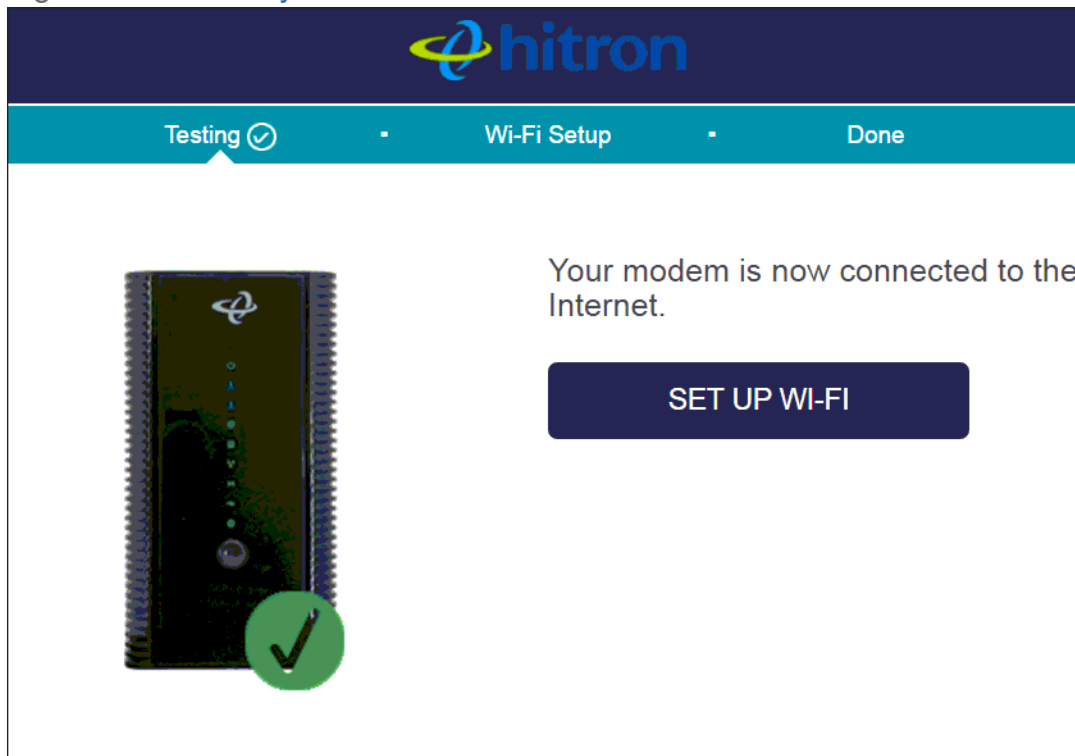 hitron
Testing
Wi-Fi Setup
Done
Your modem is now connected to the
Internet.
SET UP WI-FI